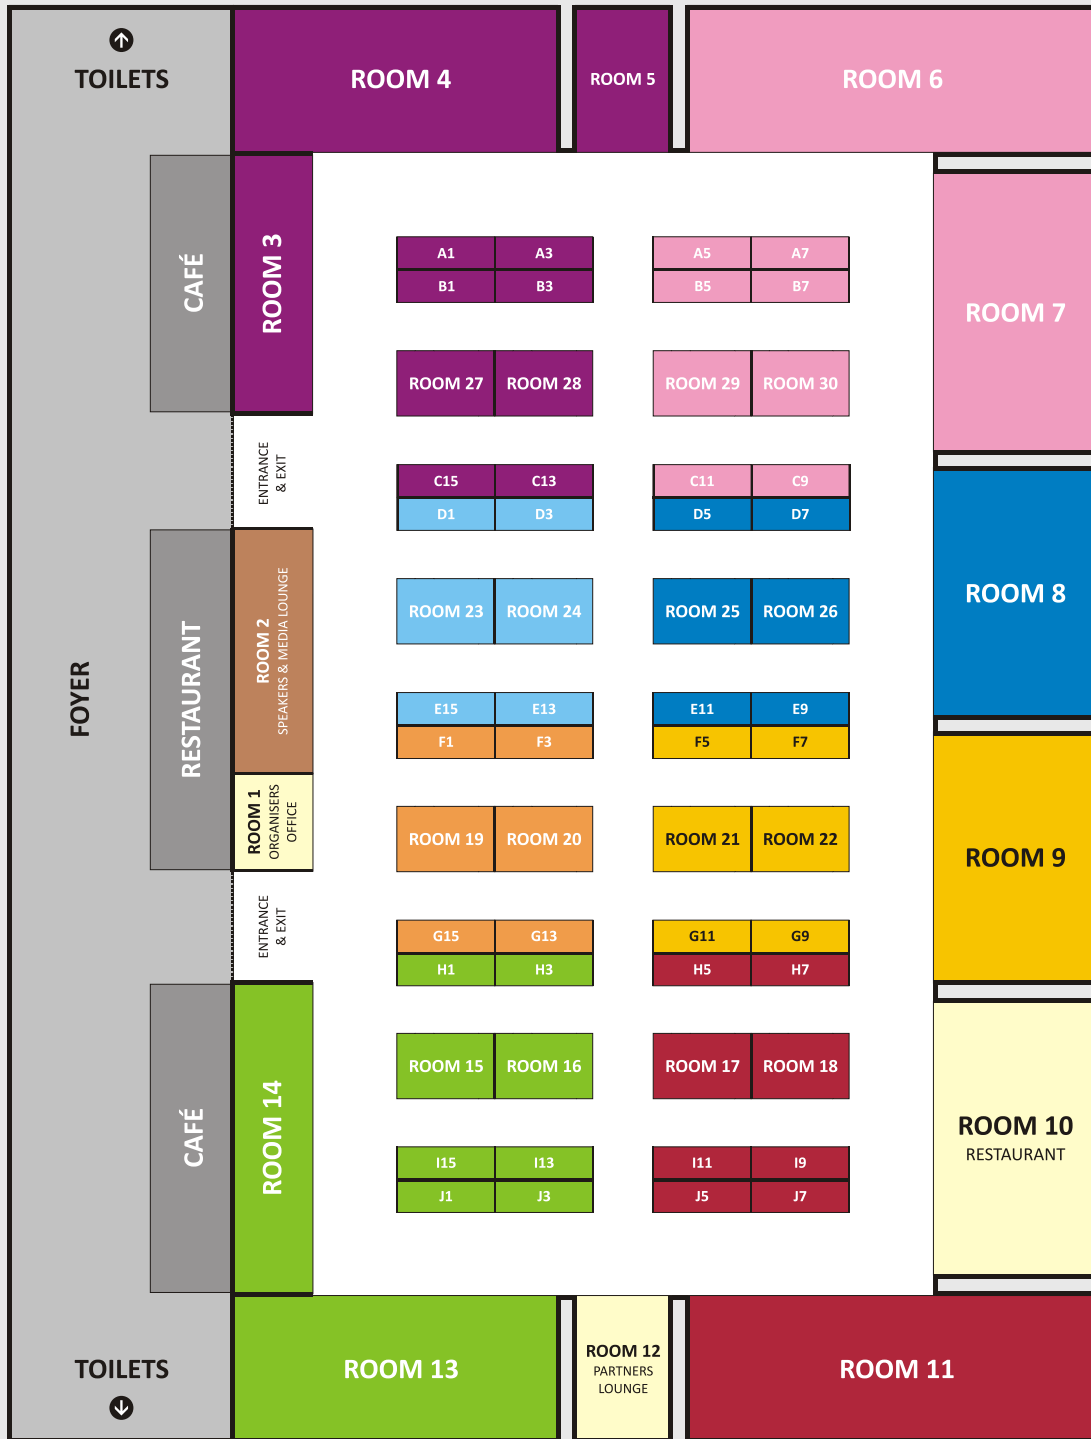 TOILETS
ROOM 4
ROOM 5
ROOM 6
CAFÉ
ROOM 3
A1 A3 A5 A7
B1 B3 B5 B7
ROOM 7
ROOM 27 ROOM 28 ROOM 29 ROOM 30
ENTRANCE
& EXIT
C15 C13 C11 C9
D1 D3 D5 D7
ROOM 8
ROOM 23 ROOM 24 ROOM 25 ROOM 26
FOYER
RESTAURANT
ROOM 2
SPEAKERS & MEDIA LOUNGE
E15 E13 E11 E9
F1 F3 F5 F7
ROOM 1
ORGANISERS
OFFICE
ROOM 19 ROOM 20 ROOM 21 ROOM 22
ROOM 9
ENTRANCE
& EXIT
G15 G13 G11 G9
H1 H3 H5 H7
CAFÉ
ROOM 14
ROOM 15 ROOM 16 ROOM 17 ROOM 18
ROOM 10
RESTAURANT
I15 I13 I11 I9
J1 J3 J5 J7
TOILETS
ROOM 13
ROOM 12
PARTNERS
LOUNGE
ROOM 11